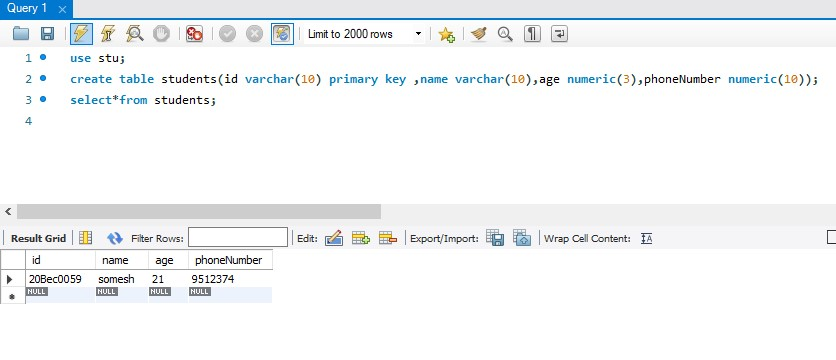 Query 1
Limit to 2000 rows
1 use stu;
2 create table students(id varchar(10) primary key ,name varchar(10),age numeric(3),phoneNumber numeric(10));
3 select*from students;
4
Result Grid Filter Rows: Edit: Export/Import: Wrap Cell Content: IA
id name age phoneNumber
20Bec0059 somesh 21 9512374
NULL NULL NULL NULL